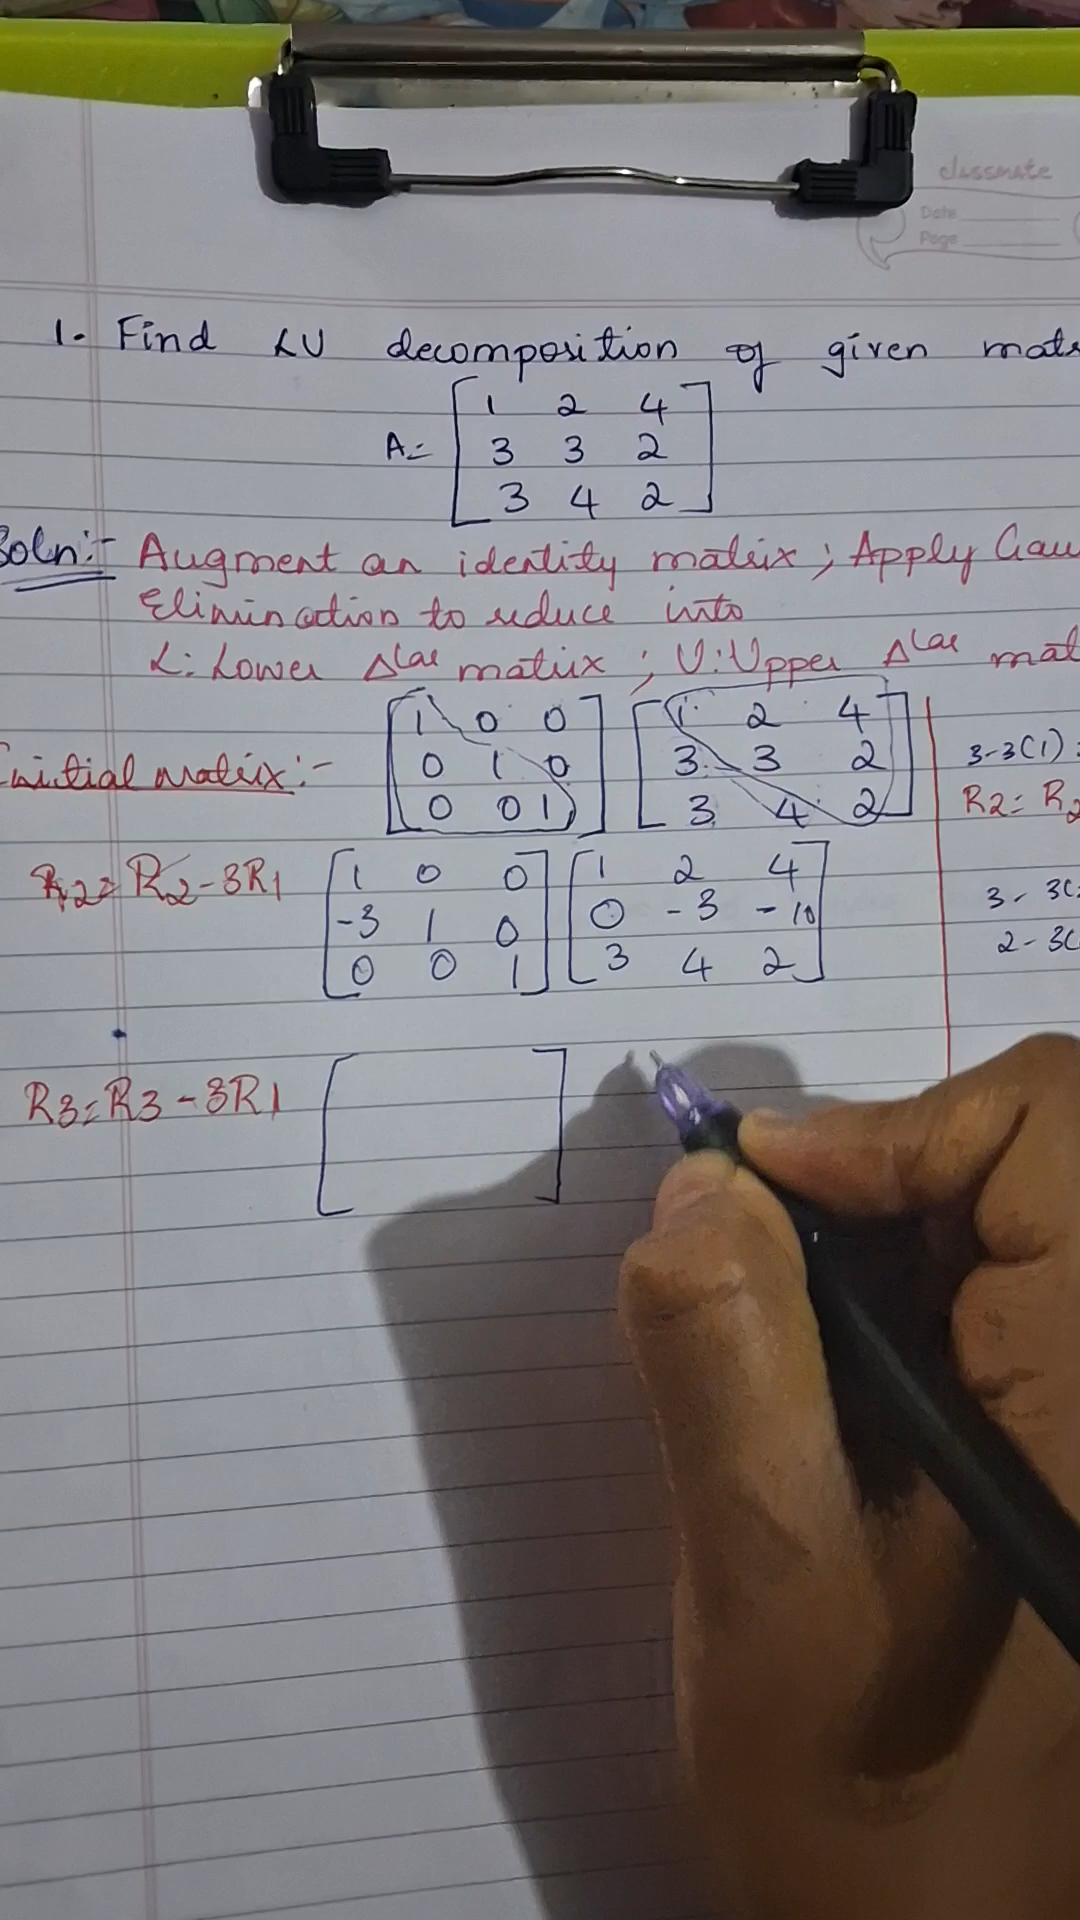 classmate
Date
Page
1. Find LU decomposition of given
A= [ 1 2 4
3 3 2
3 4 2 ]
Soln:- Augment an identity matrix ; Apply
Elimination to reduce into
L: Lower Δlar matrix ; U: Upper Δlar
Initial matrix:- [ 1 0 0 [ 1 2 4
0 1 0 3 3 2
0 0 1 ] 3 4 2 ]
3-3(1)
R2= R2
R2= R2-3R1 [ 1 0 0 [ 1 2 4
-3 1 0 0 -3 -10
0 0 1 ] 3 4 2 ]
3-3(
2-3(
R3=R3-3R1 [ ]